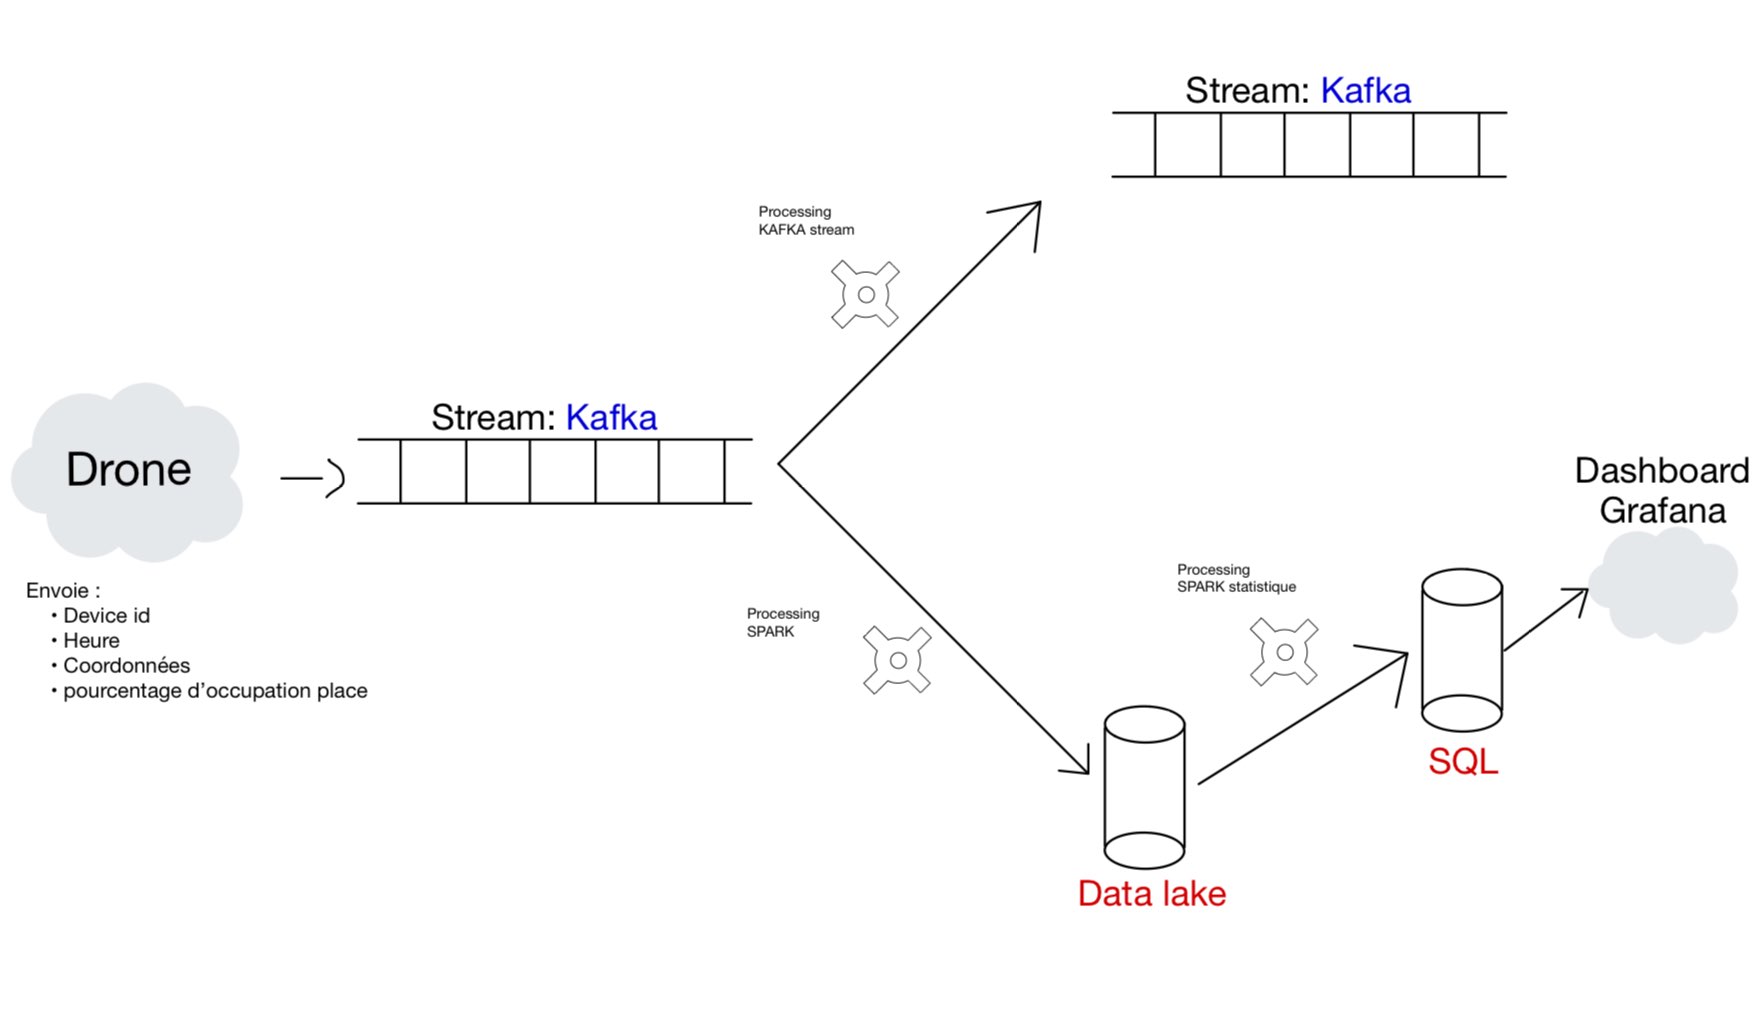 Stream: Kafka
Processing
KAFKA stream
Drone
Stream: Kafka
Envoie :
• Device id
• Heure
• Coordonnées
• pourcentage d’occupation place
Processing
SPARK
Data lake
Processing
SPARK statistique
SQL
Dashboard
Grafana